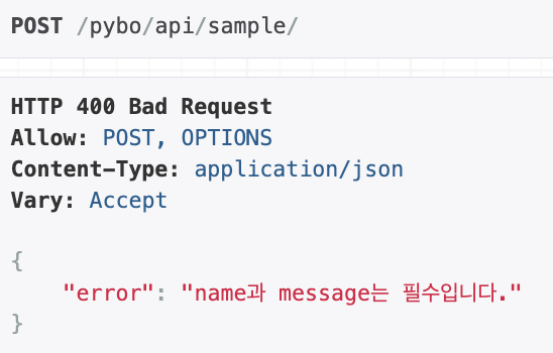 POST /pybo/api/sample/
HTTP 400 Bad Request
Allow: POST, OPTIONS
Content-Type: application/json
Vary: Accept
{
"error": "name과 message는 필수입니다."
}